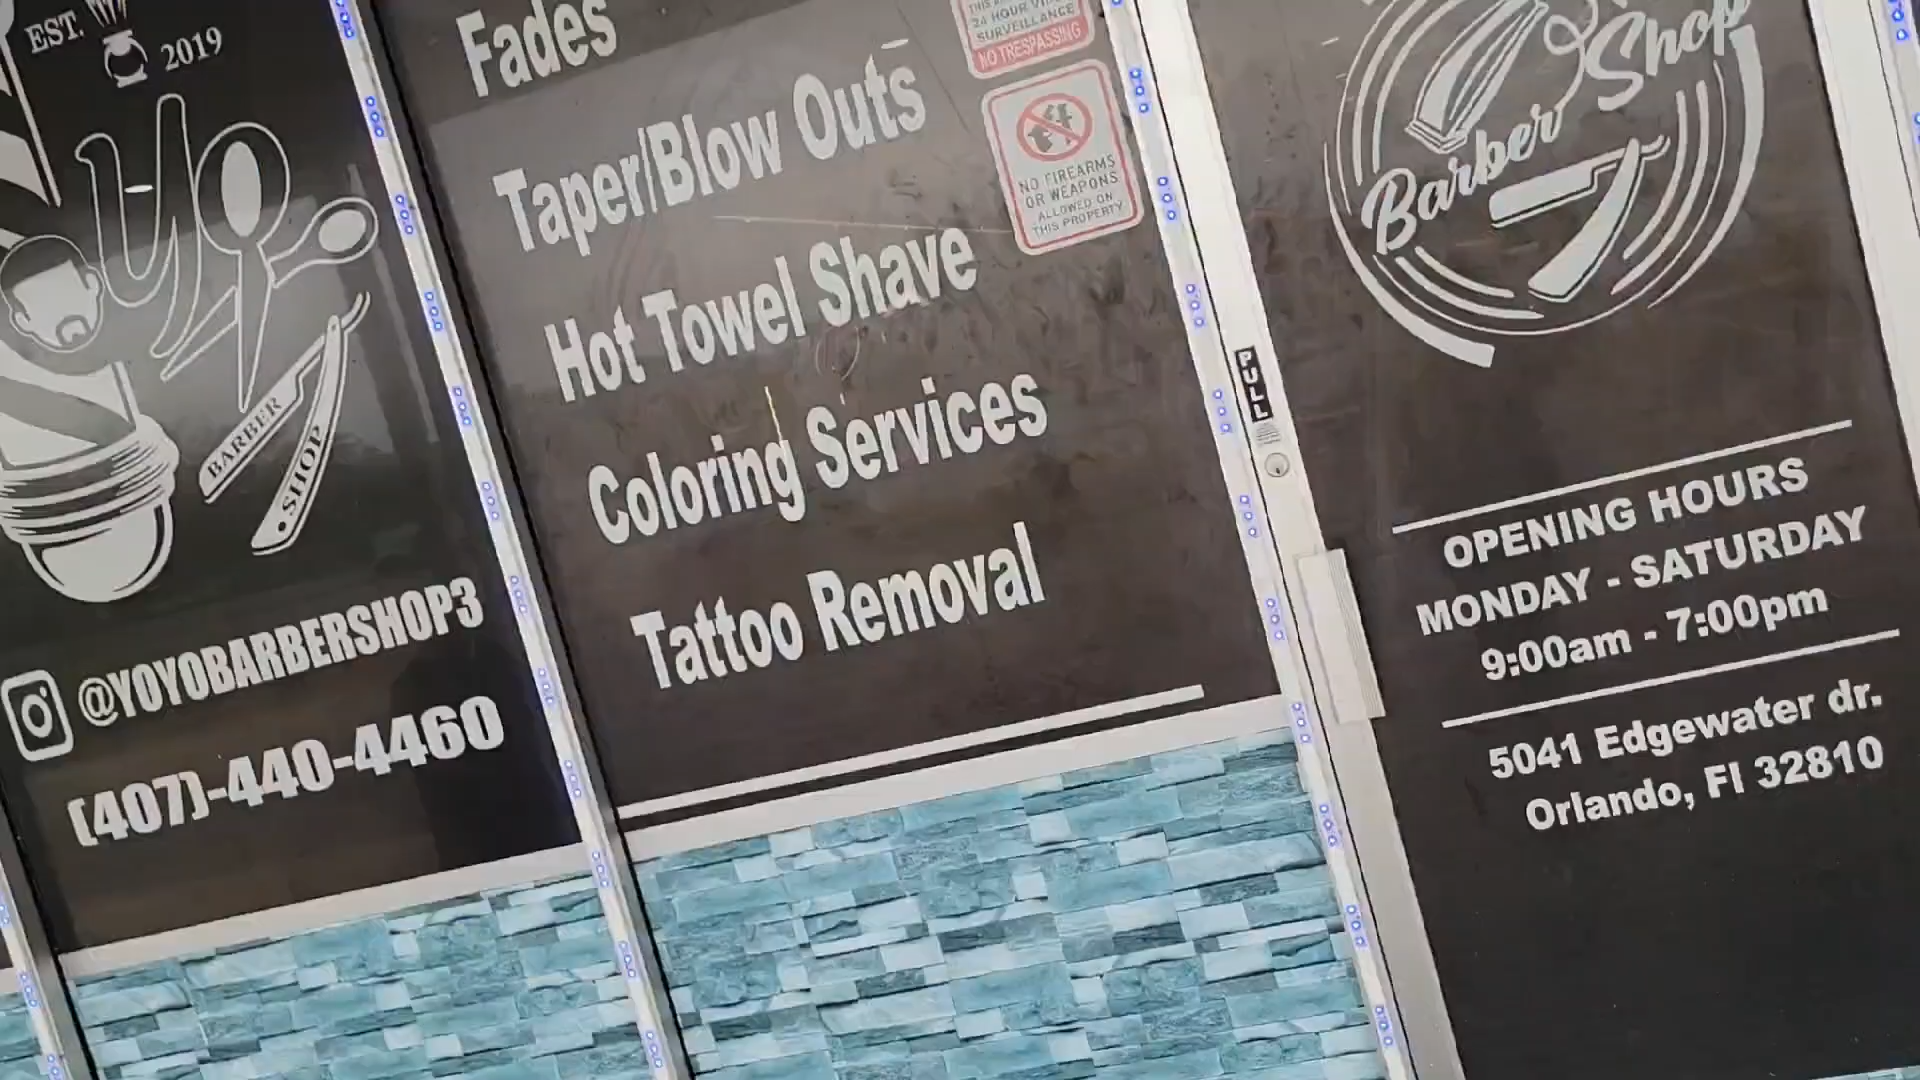 EST.
2019
BARBER
SHOP
@YOYOBARBERSHOP3
(407)-440-4460
Fades
Taper/Blow Outs
Hot Towel Shave
Coloring Services
Tattoo Removal
24 HOUR
SURVEILLANCE
NO TRESPASSING
NO FIREARMS
OR WEAPONS
ALLOWED ON
THIS PROPERTY
PULL
Barber Shop
OPENING HOURS
MONDAY - SATURDAY
9:00am - 7:00pm
5041 Edgewater dr.
Orlando, Fl 32810